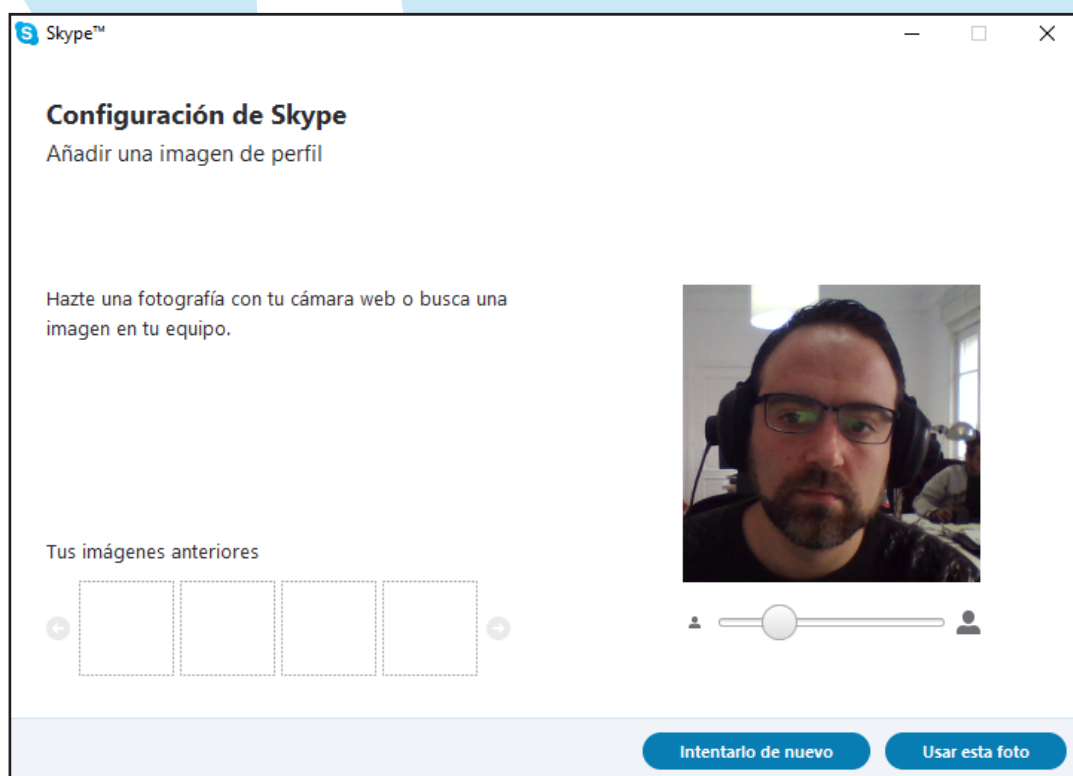 Skype™
Configuración de Skype
Añadir una imagen de perfil
Hazte una fotografía con tu cámara web o busca una
imagen en tu equipo.
Tus imágenes anteriores
Intentarlo de nuevo
Usar esta foto